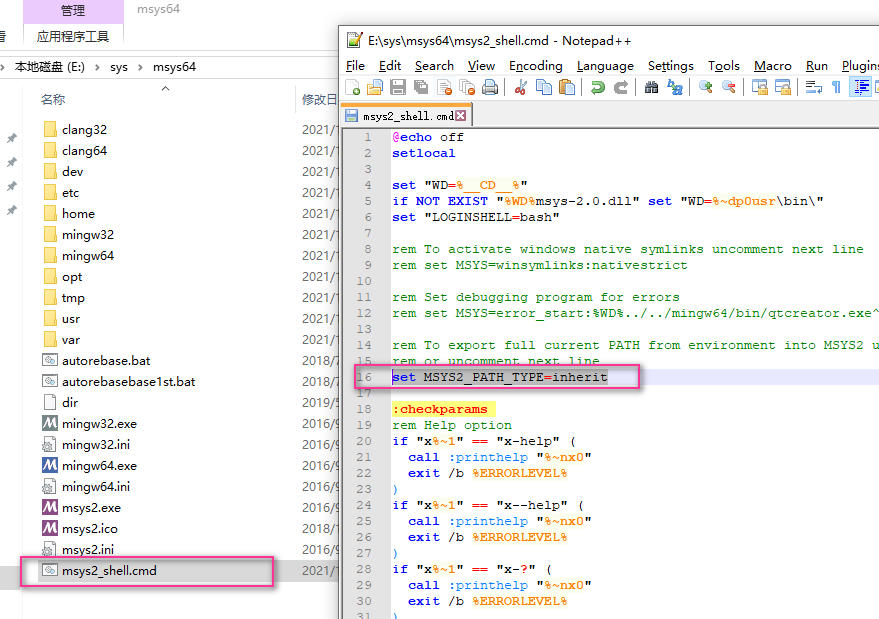 管理
msys64
看
应用程序工具
本地磁盘 (E:) › sys › msys64
名称
修改日
clang32
2021/1
clang64
2021/1
dev
2021/1
etc
2021/1
home
2021/1
mingw32
2021/1
mingw64
2021/1
opt
2021/1
tmp
2021/1
usr
2021/1
var
2021/1
autorebase.bat
2018/7
autorebasebase1st.bat
2018/7
dir
2019/5
mingw32.exe
2016/9
mingw32.ini
2016/9
mingw64.exe
2016/9
mingw64.ini
2016/9
msys2.exe
2016/9
msys2.ico
2018/1
msys2.ini
2016/9
msys2_shell.cmd
2021/1
E:\sys\msys64\msys2_shell.cmd - Notepad++
File Edit Search View Encoding Language Settings Tools Macro Run Plugins
msys2_shell.cmd
1 @echo off
2 setlocal
3
4 set "WD=%__CD__%"
5 if NOT EXIST "%WD%msys-2.0.dll" set "WD=%~dp0usr\bin\"
6 set "LOGINSHELL=bash"
7
8 rem To activate windows native symlinks uncomment next line
9 rem set MSYS=winsymlinks:nativestrict
10
11 rem Set debugging program for errors
12 rem set MSYS=error_start:%WD%../../mingw64/bin/qtcreator.exe^
13
14 rem To export full current PATH from environment into MSYS2 u
15 rem or uncomment next line
16 set MSYS2_PATH_TYPE=inherit
17
18 :checkparams
19 rem Help option
20 if "x%~1" == "x-help" (
21 call :printhelp "%~nx0"
22 exit /b %ERRORLEVEL%
23 )
24 if "x%~1" == "x--help" (
25 call :printhelp "%~nx0"
26 exit /b %ERRORLEVEL%
27 )
28 if "x%~1" == "x-?" (
29 call :printhelp "%~nx0"
30 exit /b %ERRORLEVEL%
31 )